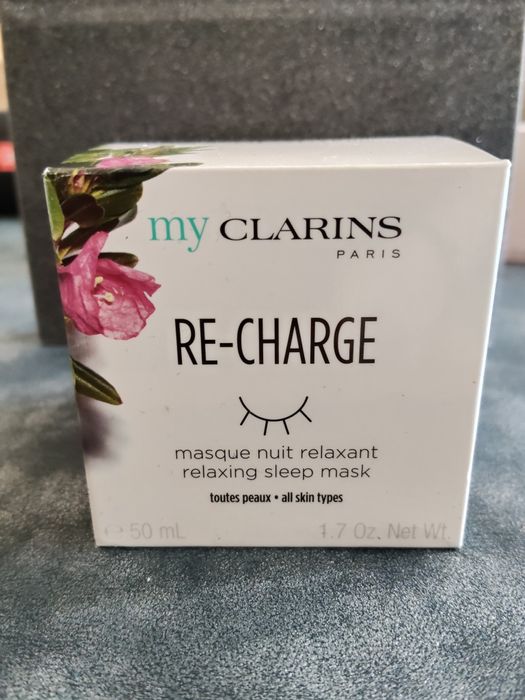 my CLARINS
PARIS
RE-CHARGE
masque nuit relaxant
relaxing sleep mask
toutes peaux • all skin types
℮ 50 mL 1.7 Oz. Net Wt.